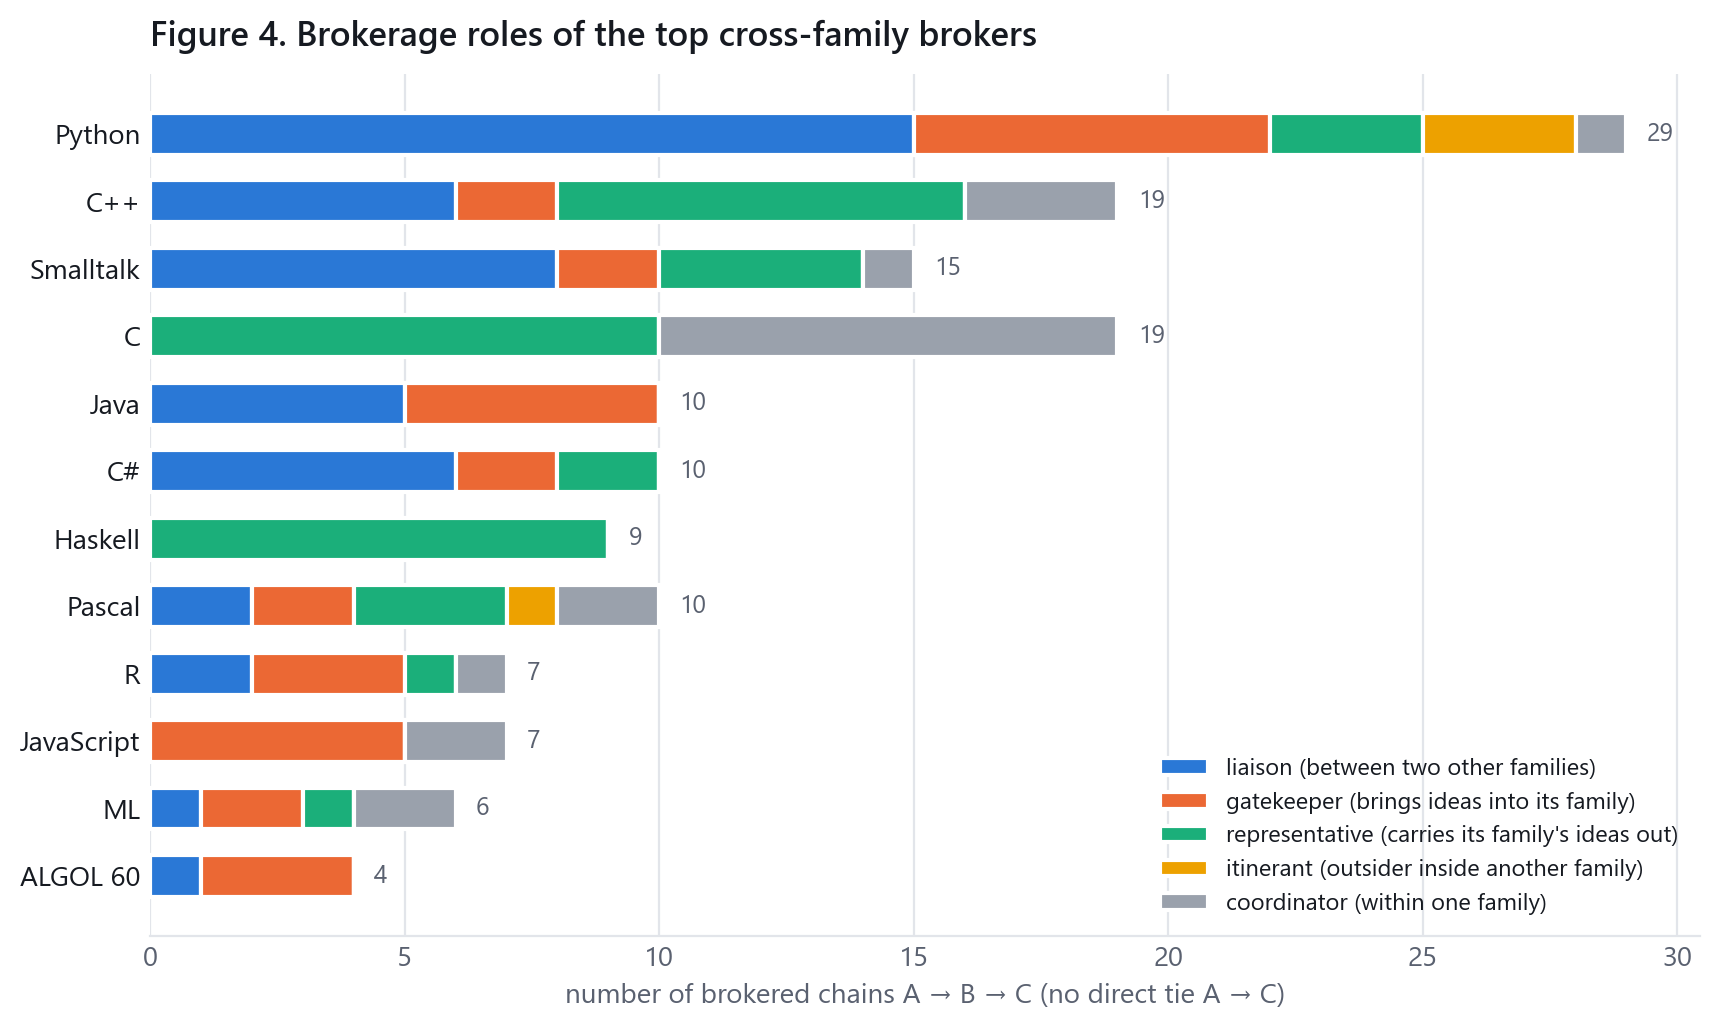 Figure 4. Brokerage roles of the top cross-family brokers
Python 29
C++ 19
Smalltalk 15
C 19
Java 10
C# 10
Haskell 9
Pascal 10
R 7
JavaScript 7
ML 6
ALGOL 60 4
liaison (between two other families)
gatekeeper (brings ideas into its family)
representative (carries its family's ideas out)
itinerant (outsider inside another family)
coordinator (within one family)
0 5 10 15 20 25 30
number of brokered chains A → B → C (no direct tie A → C)